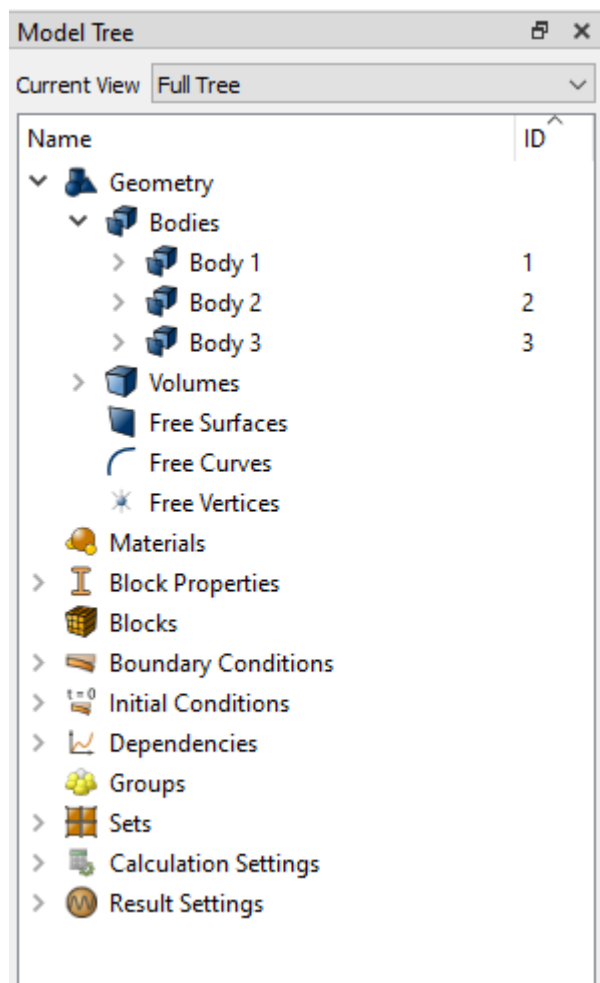 Model Tree
Current View Full Tree
Name ID
Geometry
Bodies
Body 1 1
Body 2 2
Body 3 3
Volumes
Free Surfaces
Free Curves
Free Vertices
Materials
Block Properties
Blocks
Boundary Conditions
t = 0 Initial Conditions
Dependencies
Groups
Sets
Calculation Settings
Result Settings